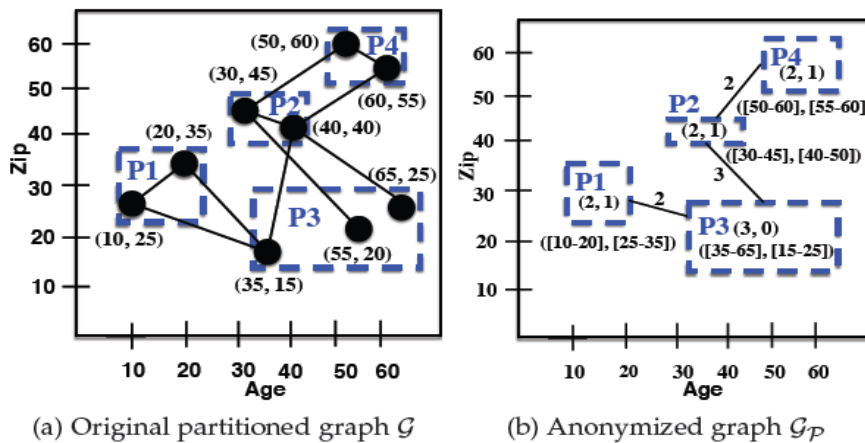 60
50
40
30
20
10
Zip
(50, 60)
P4
(30, 45)
(60, 55)
P2
(20, 35)
(40, 40)
P1
(65, 25)
P3
(10, 25)
(55, 20)
(35, 15)
10 20 30 40 50 60
Age
(a) Original partitioned graph G
60
50
40
30
20
10
Zip
P4
(2, 1)
2
([50-60], [55-60]
P2
(2, 1)
([30-45], [40-50])
3
P1
(2, 1)
2
([10-20], [25-35])
P3 (3, 0)
([35-65], [15-25])
10 20 30 40 50 60
Age
(b) Anonymized graph G_P